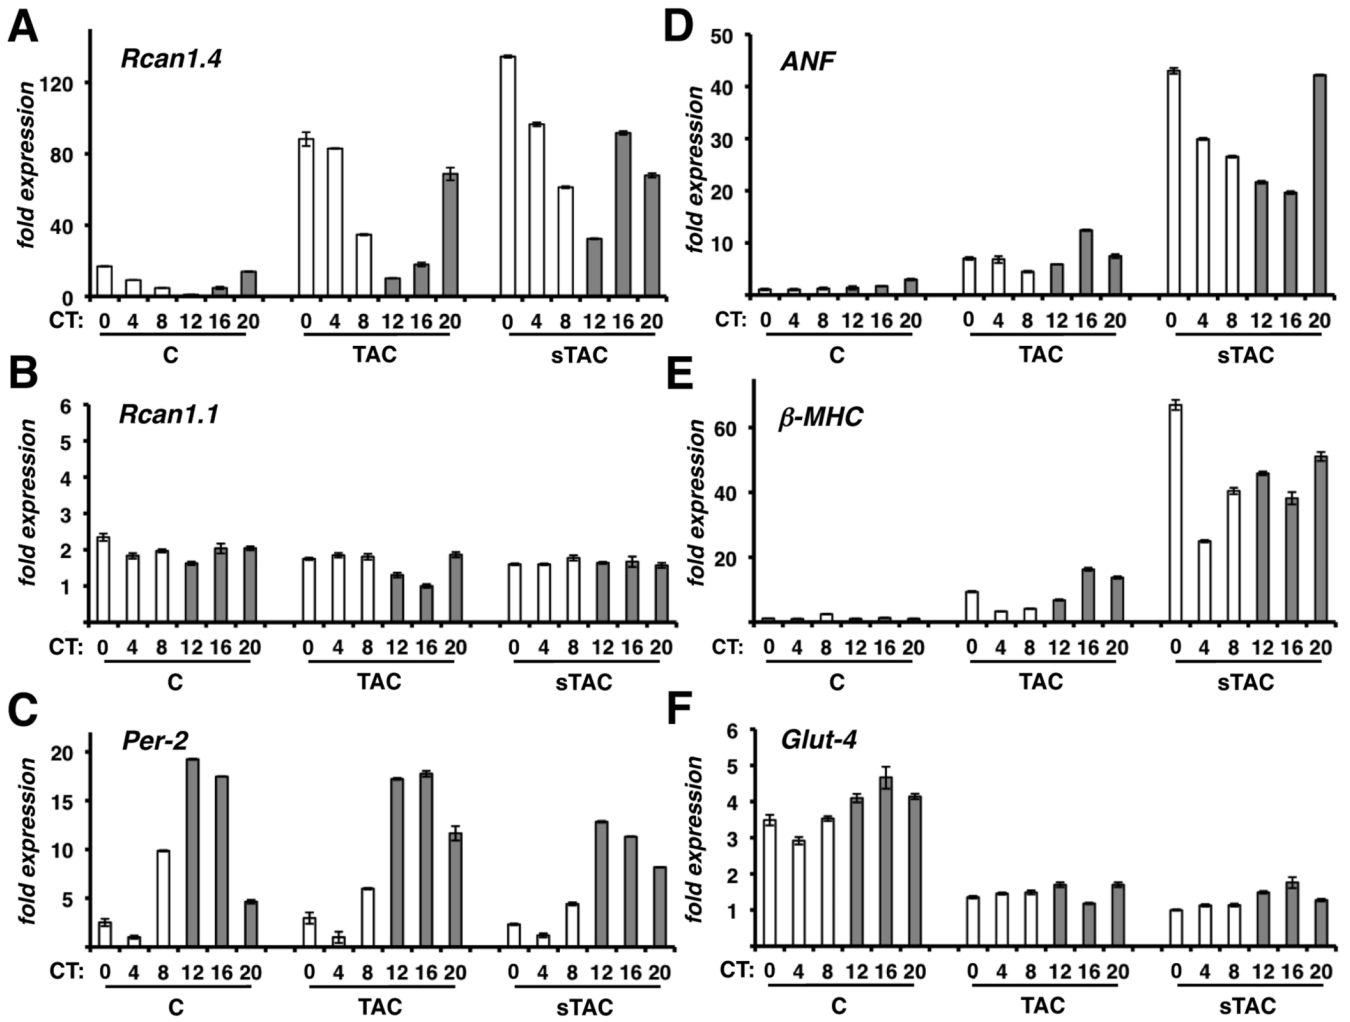 A
Rcan1.4
fold expression
120
80
40
0
CT: 0 4 8 12 16 20 0 4 8 12 16 20 0 4 8 12 16 20
C TAC sTAC
B
Rcan1.1
fold expression
6
5
4
3
2
1
CT: 0 4 8 12 16 20 0 4 8 12 16 20 0 4 8 12 16 20
C TAC sTAC
C
Per-2
fold expression
20
15
10
5
CT: 0 4 8 12 16 20 0 4 8 12 16 20 0 4 8 12 16 20
C TAC sTAC
D
ANF
fold expression
50
40
30
20
10
CT: 0 4 8 12 16 20 0 4 8 12 16 20 0 4 8 12 16 20
C TAC sTAC
E
β-MHC
fold expression
60
40
20
CT: 0 4 8 12 16 20 0 4 8 12 16 20 0 4 8 12 16 20
C TAC sTAC
F
Glut-4
fold expression
6
5
4
3
2
1
CT: 0 4 8 12 16 20 0 4 8 12 16 20 0 4 8 12 16 20
C TAC sTAC